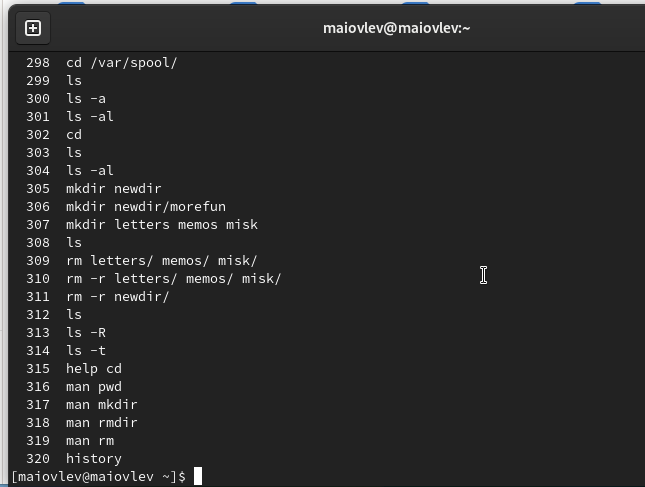 maiovlev@maiovlev:~
298 cd /var/spool/
299 ls
300 ls -a
301 ls -al
302 cd
303 ls
304 ls -al
305 mkdir newdir
306 mkdir newdir/morefun
307 mkdir letters memos misk
308 ls
309 rm letters/ memos/ misk/
310 rm -r letters/ memos/ misk/
311 rm -r newdir/
312 ls
313 ls -R
314 ls -t
315 help cd
316 man pwd
317 man mkdir
318 man rmdir
319 man rm
320 history
[maiovlev@maiovlev ~]$